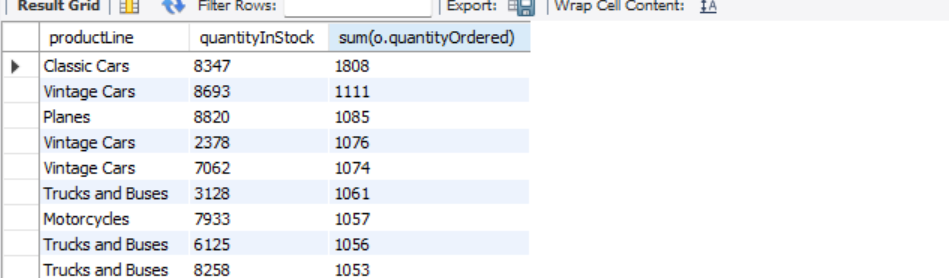 Result Grid Filter Rows: Export: Wrap Cell Content: IA
productLine quantityInStock sum(o.quantityOrdered)
Classic Cars 8347 1808
Vintage Cars 8693 1111
Planes 8820 1085
Vintage Cars 2378 1076
Vintage Cars 7062 1074
Trucks and Buses 3128 1061
Motorcycles 7933 1057
Trucks and Buses 6125 1056
Trucks and Buses 8258 1053